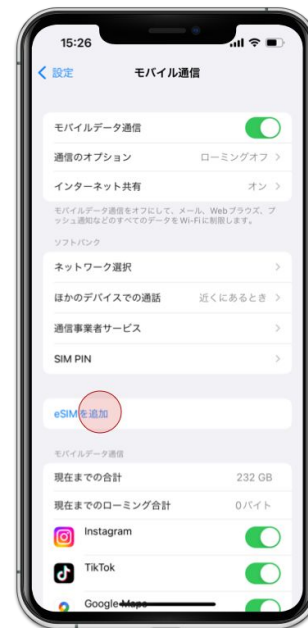 15:26
設定
モバイル通信
モバイルデータ通信
通信のオプション ローミングオフ
インターネット共有 オン
モバイルデータ通信をオフにして、メール、Webブラウズ、プ
ッシュ通知などのすべてのデータをWi-Fiに制限します。
ソフトバンク
ネットワーク選択
ほかのデバイスでの通話 近くにあるとき
通信事業者サービス
SIM PIN
eSIMを追加
モバイルデータ通信
現在までの合計 232 GB
現在までのローミング合計 0バイト
Instagram
TikTok
Google Maps